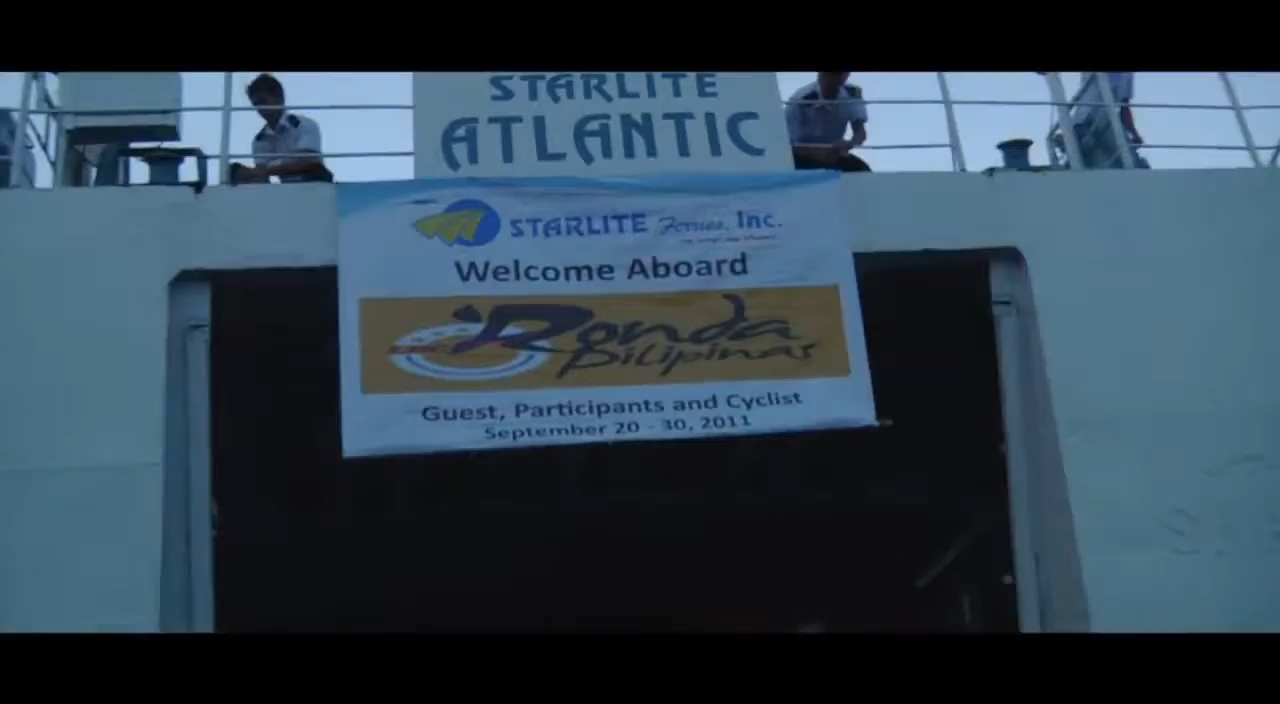 STARLITE
ATLANTIC
STARLITE Ferries, Inc.
Welcome Aboard
Ronda
Pilipinas
Guest, Participants and Cyclist
September 20 - 30, 2011